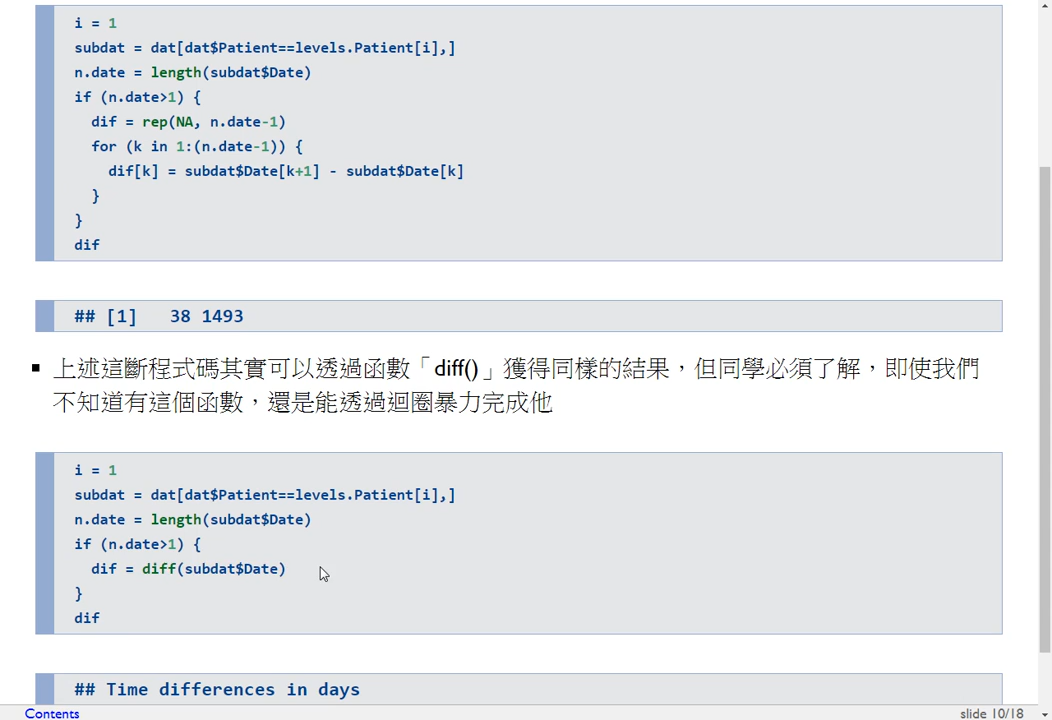 i = 1
subdat = dat[dat$Patient==levels.Patient[i],]
n.date = length(subdat$Date)
if (n.date>1) {
  dif = rep(NA, n.date-1)
  for (k in 1:(n.date-1)) {
    dif[k] = subdat$Date[k+1] - subdat$Date[k]
  }
}
dif
## [1]   38 1493
▪ 上述這斷程式碼其實可以透過函數「diff()」獲得同樣的結果，但同學必須了解，即使我們
不知道有這個函數，還是能透過迴圈暴力完成他
i = 1
subdat = dat[dat$Patient==levels.Patient[i],]
n.date = length(subdat$Date)
if (n.date>1) {
  dif = diff(subdat$Date)
}
dif
## Time differences in days
Contents
slide 10/18